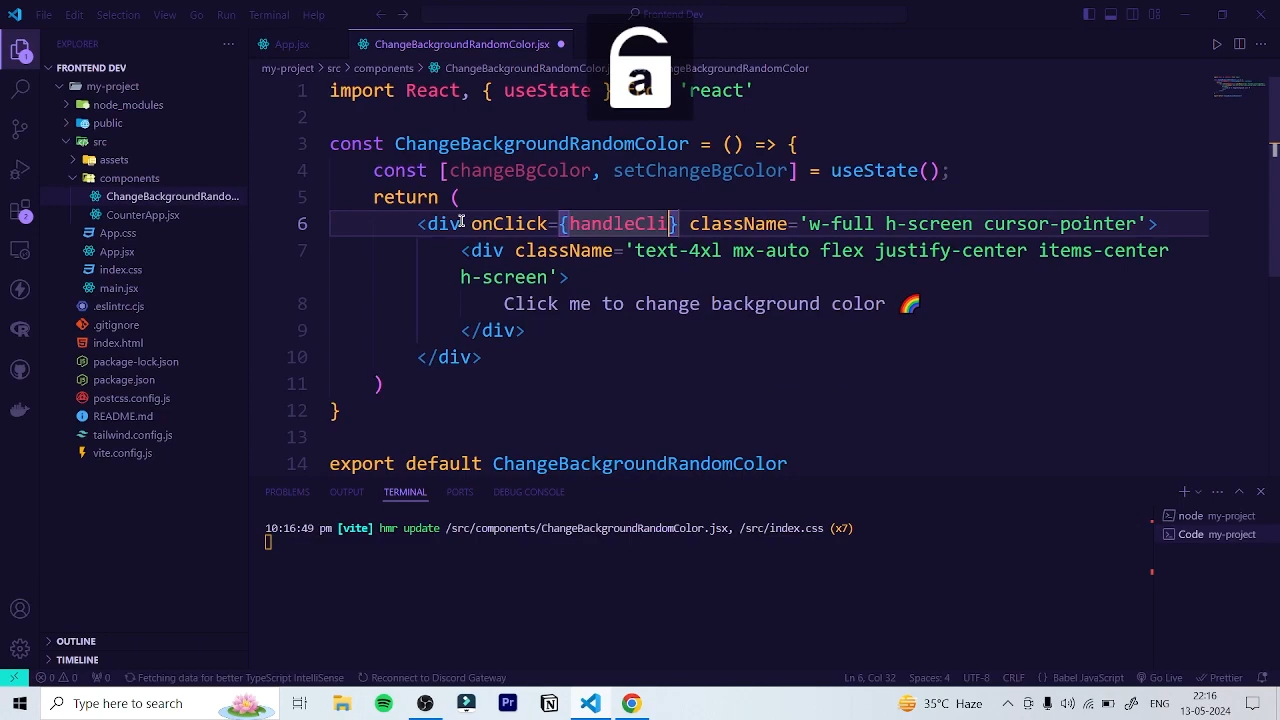 File Edit Selection View Go Run Terminal Help
Frontend Dev
EXPLORER
App.jsx
ChangeBackgroundRandomColor.jsx
a
FRONTEND DEV
my-project
node_modules
public
src
assets
components
ChangeBackgroundRando...
CounterApp.jsx
App.css
App.jsx
index.css
main.jsx
.eslintrc.cjs
.gitignore
index.html
package-lock.json
package.json
postcss.config.js
README.md
tailwind.config.js
vite.config.js
OUTLINE
TIMELINE
1
2
my-project > src > components > ChangeBackgroundRandomColor.
ChangeBackgroundRandomColor
1 import React, { useState } 'react'
2
3 const ChangeBackgroundRandomColor = () => {
4 const [changeBgColor, setChangeBgColor] = useState();
5 return (
6 <div onClick={handleCli} className='w-full h-screen cursor-pointer'>
7 <div className='text-4xl mx-auto flex justify-center items-center
h-screen'>
8 Click me to change background color 🌈
9 </div>
10 </div>
11 )
12 }
13
14 export default ChangeBackgroundRandomColor
PROBLEMS OUTPUT TERMINAL PORTS DEBUG CONSOLE
10:16:49 pm [vite] hmr update /src/components/ChangeBackgroundRandomColor.jsx, /src/index.css (x7)
node my-project
Code my-project
0 0 0 Fetching data for better TypeScript IntelliSense Reconnect to Discord Gateway Ln 6, Col 32 Spaces: 4 UTF-8 CRLF {} Babel JavaScript Go Live Prettier
Type here to search
Pr
35°C Haze
ENG
22:17
13-05-2024